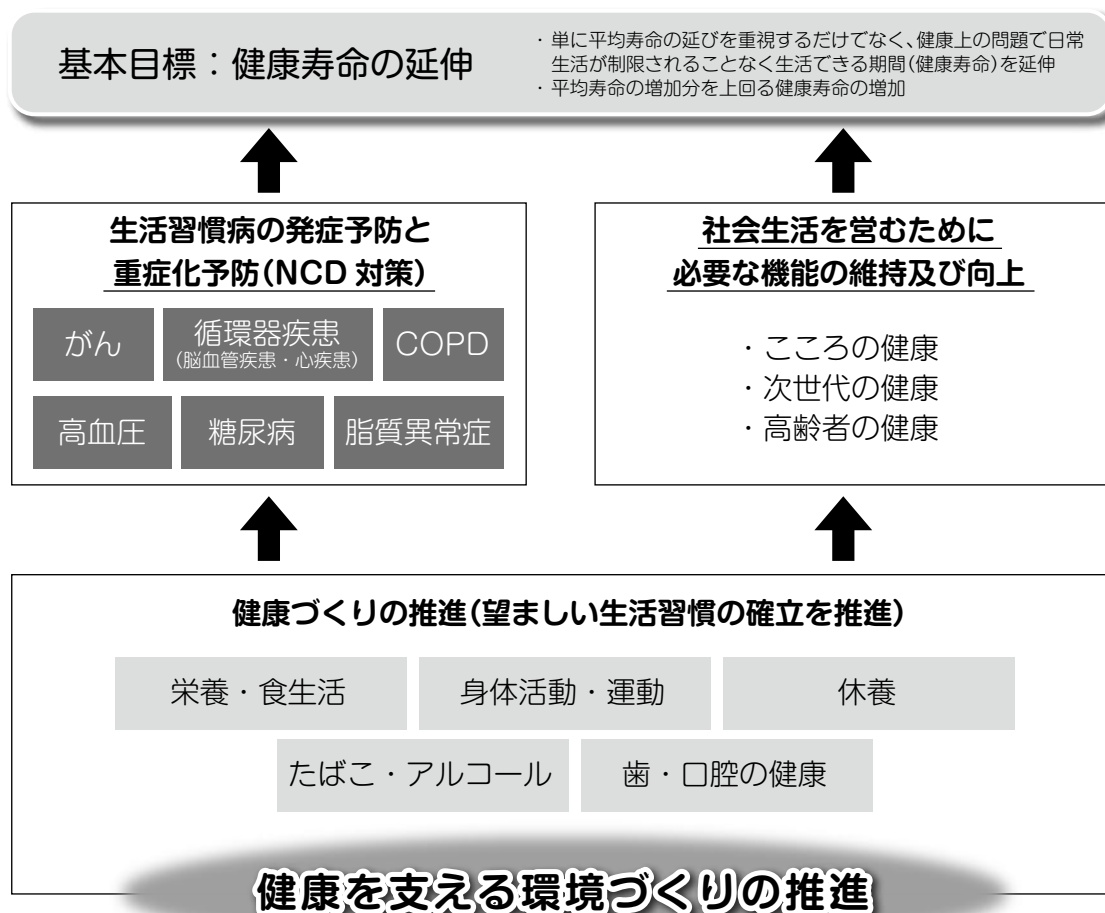 基本目標：健康寿命の延伸
・単に平均寿命の延びを重視するだけでなく、健康上の問題で日常
生活が制限されることなく生活できる期間（健康寿命）を延伸
・平均寿命の増加分を上回る健康寿命の増加
生活習慣病の発症予防と
重症化予防（NCD 対策）
がん
循環器疾患
（脳血管疾患・心疾患）
COPD
高血圧
糖尿病
脂質異常症
社会生活を営むために
必要な機能の維持及び向上
・こころの健康
・次世代の健康
・高齢者の健康
健康づくりの推進（望ましい生活習慣の確立を推進）
栄養・食生活
身体活動・運動
休養
たばこ・アルコール
歯・口腔の健康
健康を支える環境づくりの推進